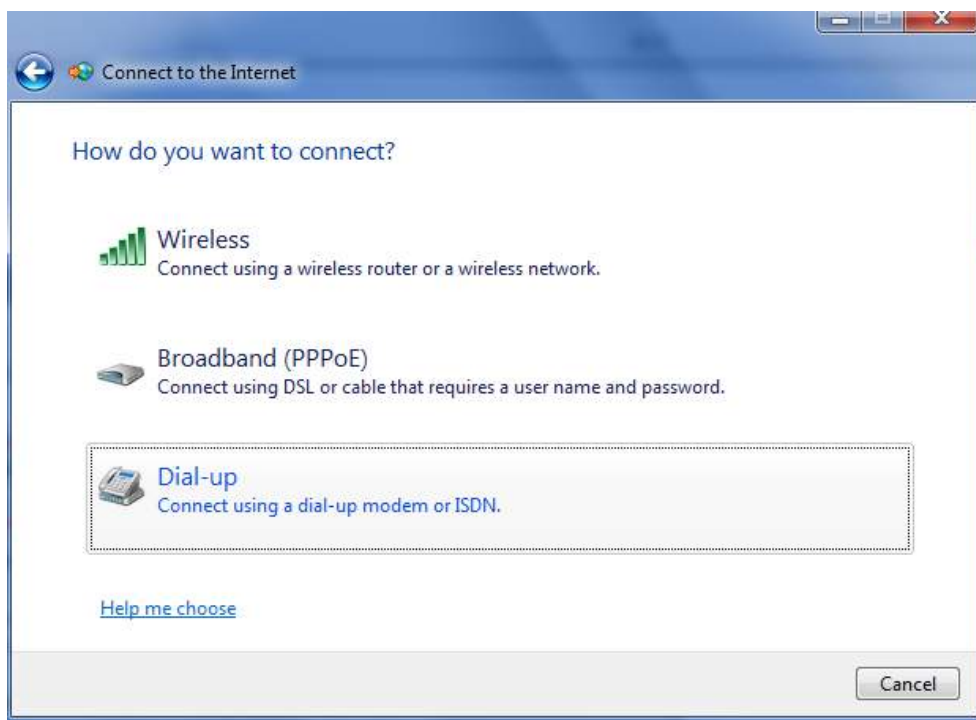 Connect to the Internet
How do you want to connect?
Wireless
Connect using a wireless router or a wireless network.
Broadband (PPPoE)
Connect using DSL or cable that requires a user name and password.
Dial-up
Connect using a dial-up modem or ISDN.
Help me choose
Cancel